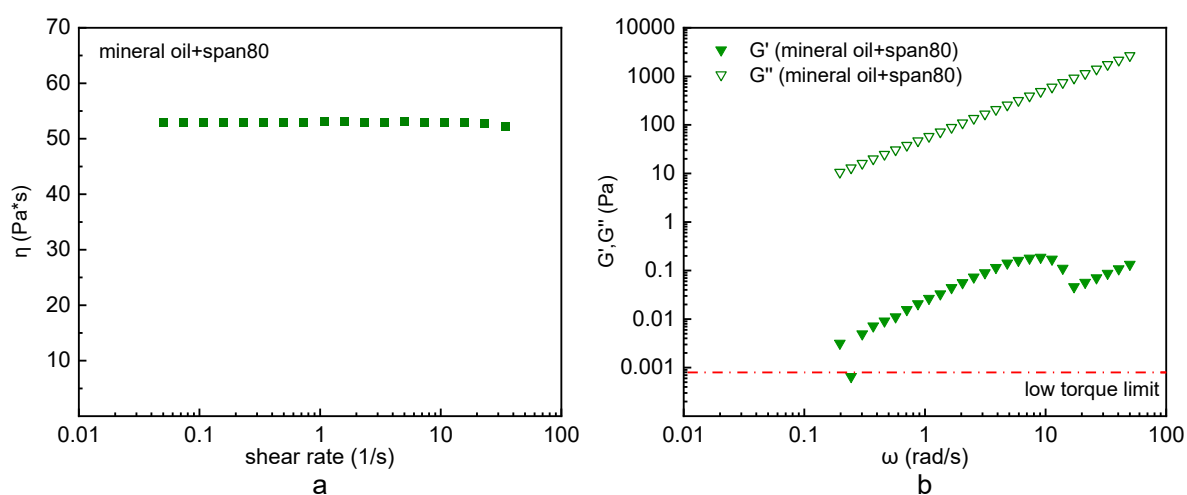 70
60
50
40
30
20
10
η (Pa*s)
mineral oil+span80
0.01 0.1 1 10 100
shear rate (1/s)
a
10000
1000
100
10
1
0.1
0.01
0.001
G',G'' (Pa)
G' (mineral oil+span80)
G'' (mineral oil+span80)
low torque limit
0.01 0.1 1 10 100
ω (rad/s)
b